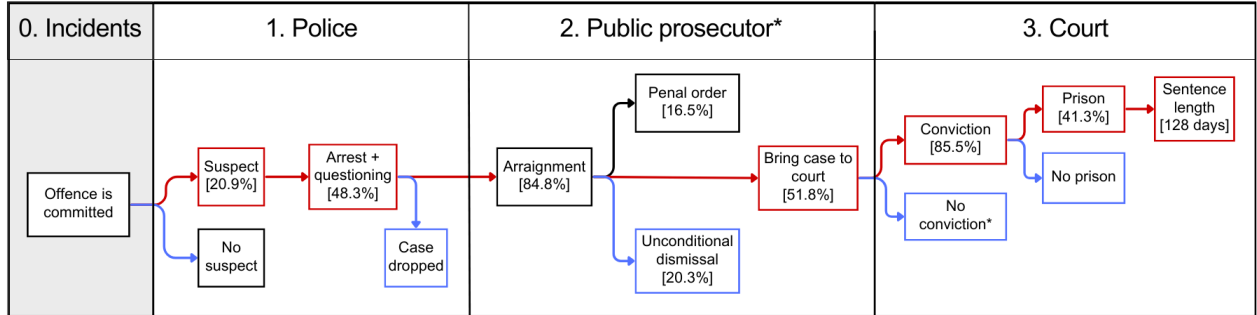 0. Incidents
1. Police
2. Public prosecutor*
3. Court
Offence is
committed
Suspect
[20.9%]
No
suspect
Arrest +
questioning
[48.3%]
Case
dropped
Arraignment
[84.8%]
Penal order
[16.5%]
Unconditional
dismissal
[20.3%]
Bring case to
court
[51.8%]
Conviction
[85.5%]
No
conviction*
Prison
[41.3%]
No prison
Sentence
length
[128 days]